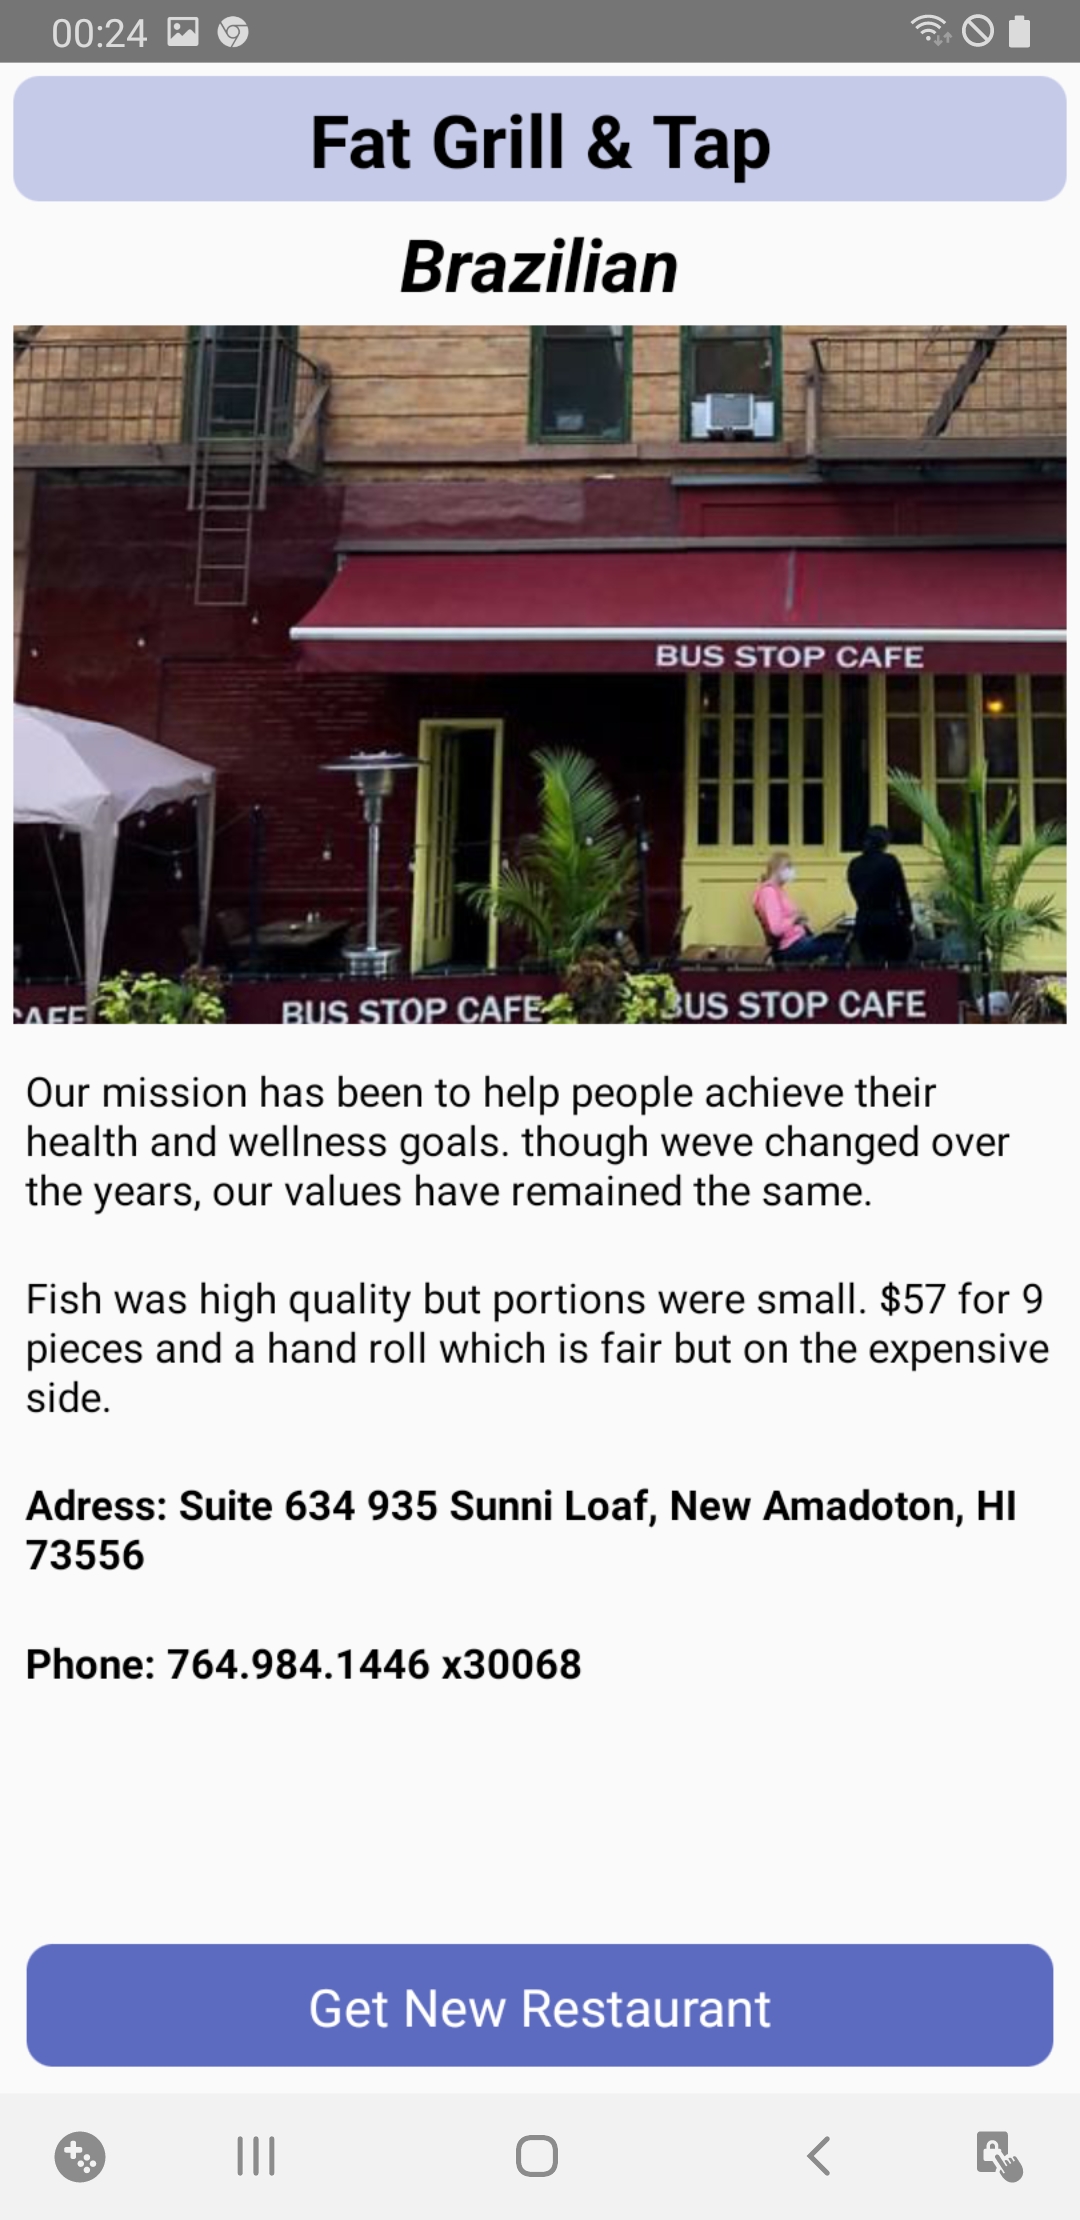 00:24
Fat Grill & Tap
Brazilian
BUS STOP CAFE
CAFE
BUS STOP CAFE
BUS STOP CAFE
Our mission has been to help people achieve their
health and wellness goals. though weve changed over
the years, our values have remained the same.
Fish was high quality but portions were small. $57 for 9
pieces and a hand roll which is fair but on the expensive
side.
Adress: Suite 634 935 Sunni Loaf, New Amadoton, HI
73556
Phone: 764.984.1446 x30068
Get New Restaurant